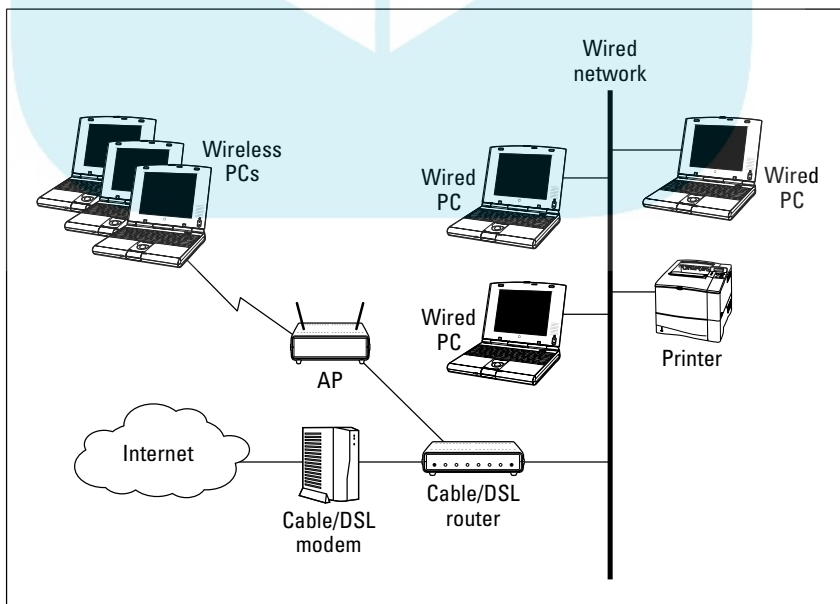 Wired
network
Wireless
PCs
Wired
PC
Wired
PC
Wired
PC
Printer
AP
Internet
Cable/DSL
modem
Cable/DSL
router